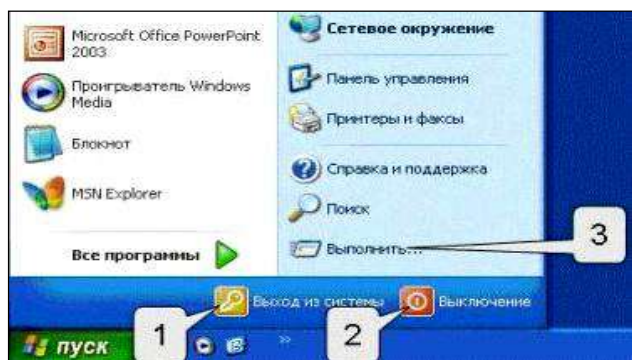 Microsoft Office PowerPoint
2003
Проигрыватель Windows
Media
Блокнот
MSN Explorer
Все программы
Сетевое окружение
Панель управления
Принтеры и факсы
Справка и поддержка
Поиск
Выполнить...
3
Выход из системы
Выключение
1
2
пуск